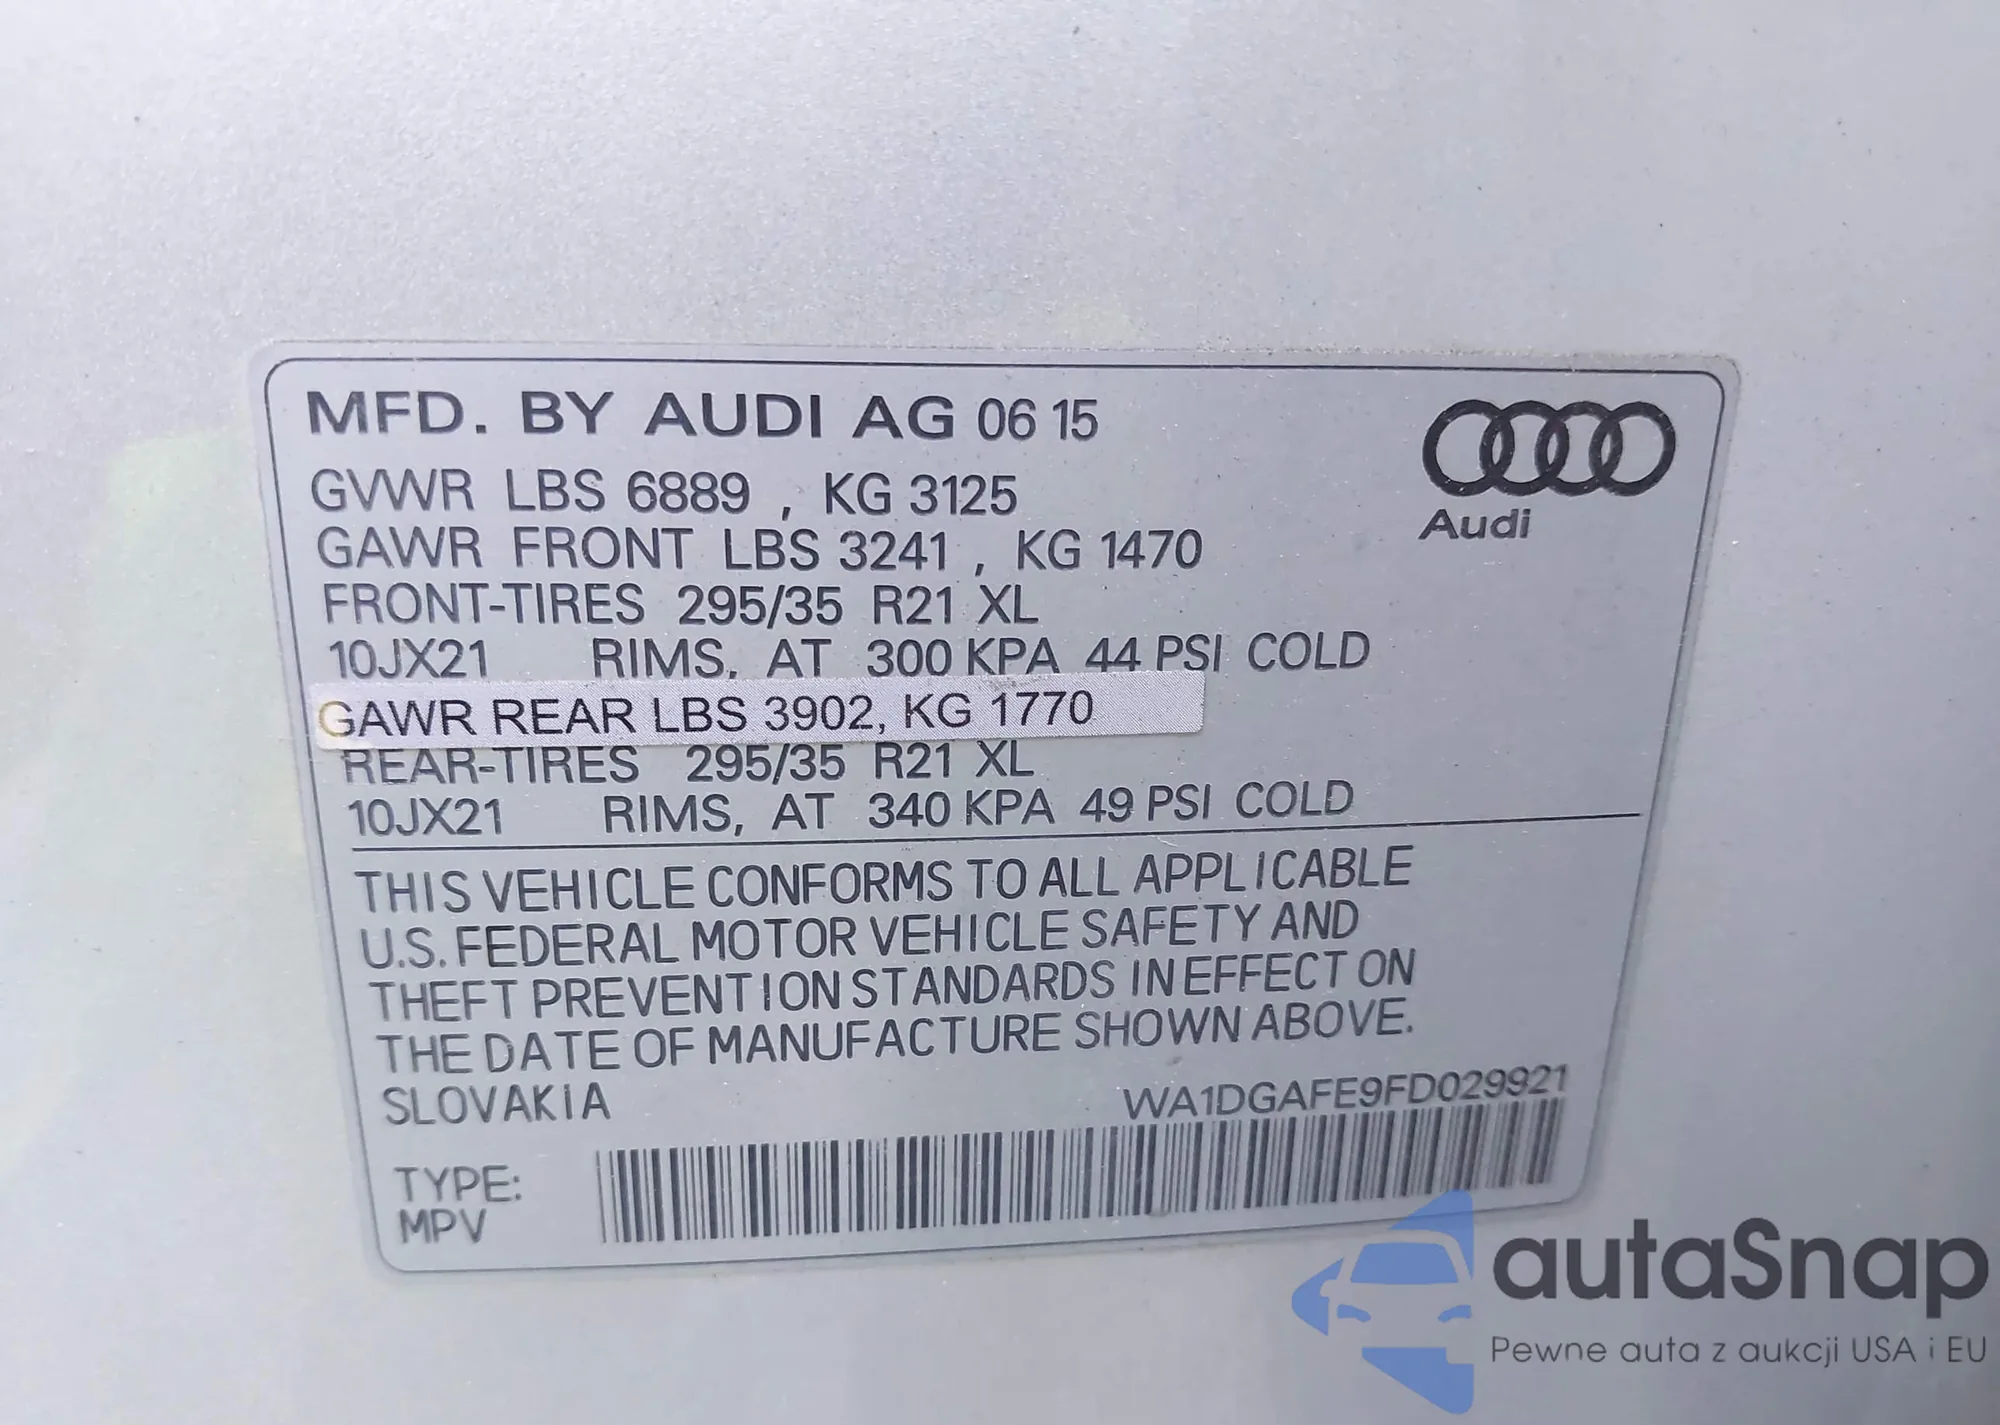 MFD. BY AUDI AG 06 15
GVWR LBS 6889 , KG 3125
GAWR FRONT LBS 3241 , KG 1470
FRONT-TIRES 295/35 R21 XL
10JX21 RIMS, AT 300 KPA 44 PSI COLD
GAWR REAR LBS 3902, KG 1770
REAR-TIRES 295/35 R21 XL
10JX21 RIMS, AT 340 KPA 49 PSI COLD
Audi
THIS VEHICLE CONFORMS TO ALL APPLICABLE
U.S. FEDERAL MOTOR VEHICLE SAFETY AND
THEFT PREVENTION STANDARDS IN EFFECT ON
THE DATE OF MANUFACTURE SHOWN ABOVE.
SLOVAKIA WA1DGAFE9FD029921
TYPE:
MPV
autaSnap
Pewne auta z aukcji USA i EU